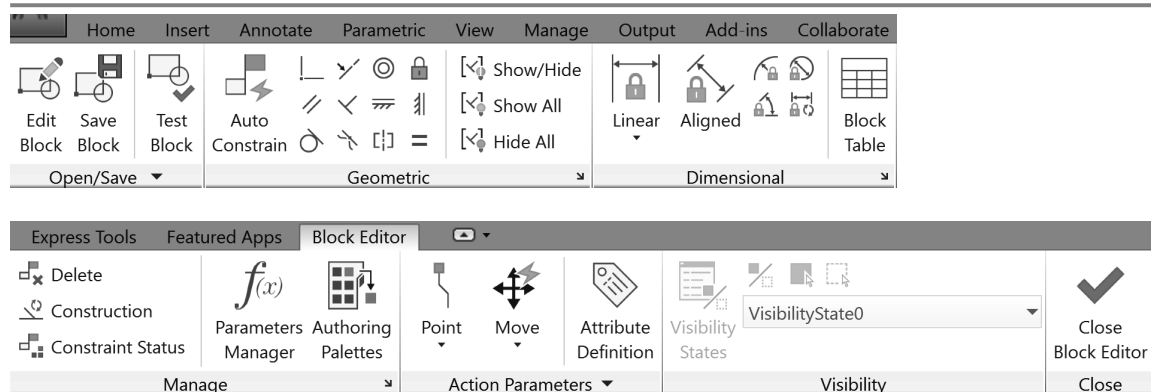 Home Insert Annotate Parametric View Manage Output Add-ins Collaborate
Edit Block
Save Block
Test Block
Auto Constrain
Show/Hide
Show All
Hide All
Linear
Aligned
Block Table
Open/Save Geometric Dimensional
Express Tools Featured Apps Block Editor
Delete
Construction
Constraint Status
f(x)
Parameters Manager
Authoring Palettes
Point
Move
Attribute Definition
Visibility States
VisibilityState0
Close Block Editor
Manage Action Parameters Visibility Close